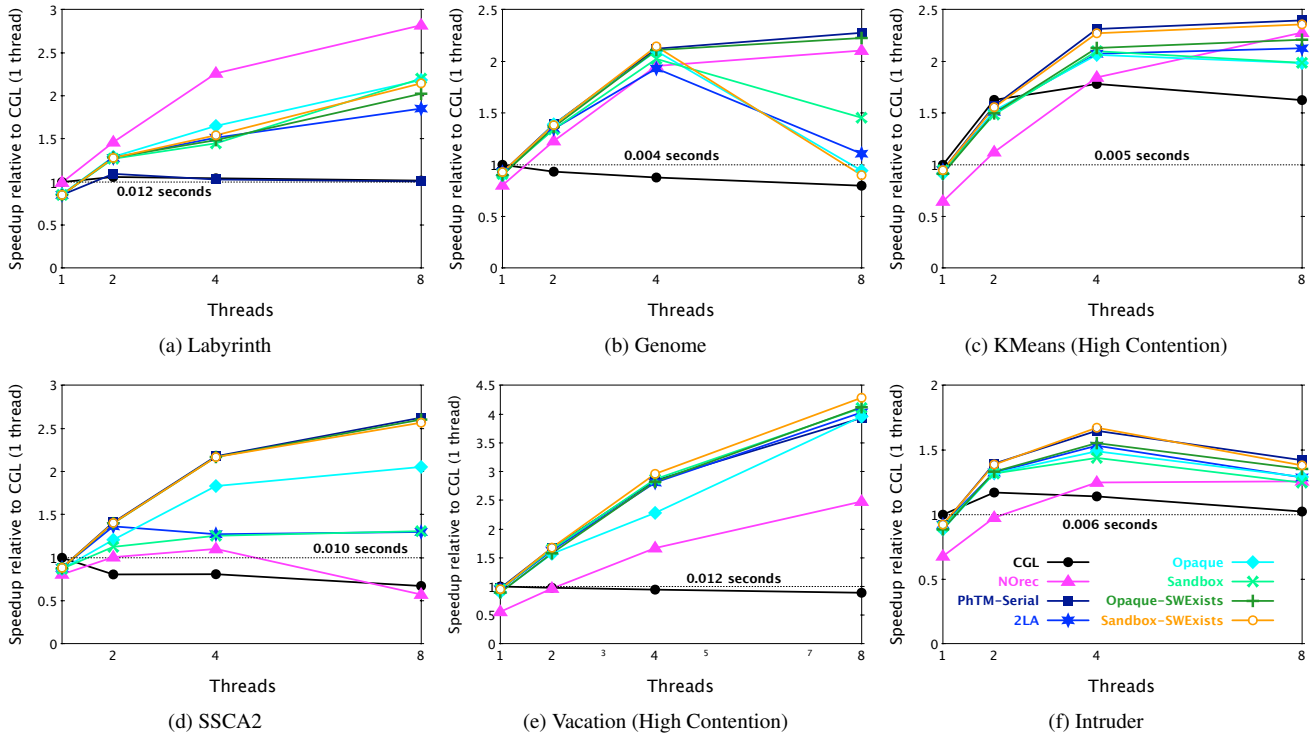 Speedup relative to CGL (1 thread)
3
2.5
2
1.5
1
0.5
0
0.012 seconds
1 2 4 8
Threads
(a) Labyrinth
Speedup relative to CGL (1 thread)
2.5
2
1.5
1
0.5
0
0.004 seconds
1 2 4 8
Threads
(b) Genome
Speedup relative to CGL (1 thread)
2.5
2
1.5
1
0.5
0
0.005 seconds
1 2 4 8
Threads
(c) KMeans (High Contention)
Speedup relative to CGL (1 thread)
3
2.5
2
1.5
1
0.5
0
0.010 seconds
2 4 8
Threads
(d) SSCA2
Speedup relative to CGL (1 thread)
4.5
4
3.5
3
2.5
2
1.5
1
0.5
0
0.012 seconds
1 2 3 4 5 7 8
Threads
(e) Vacation (High Contention)
Speedup relative to CGL (1 thread)
2
1.5
1
0.5
0
0.006 seconds
CGL
NOrec
PhTM-Serial
2LA
Opaque
Sandbox
Opaque-SWExists
Sandbox-SWExists
1 2 4 8
Threads
(f) Intruder